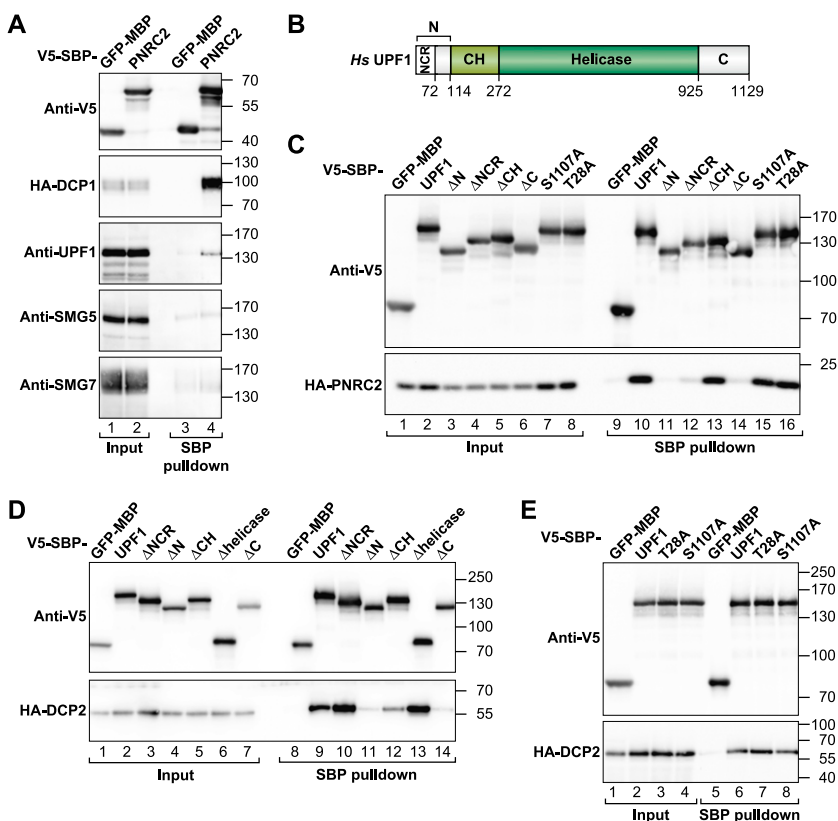 A
V5-SBP- GFP-MBP PNRC2 GFP-MBP PNRC2
Anti-V5 70 55 40
HA-DCP1 130 100 70
Anti-UPF1 170 130
Anti-SMG5 170 130
Anti-SMG7 170 130
1 2 3 4
Input SBP pulldown
B
N
Hs UPF1 NCR CH Helicase C
72 114 272 925 1129
C
V5-SBP- GFP-MBP UPF1 ΔN ΔNCR ΔCH ΔC S1107A T28A GFP-MBP UPF1 ΔN ΔNCR ΔCH ΔC S1107A T28A
Anti-V5 170 130 100 70
HA-PNRC2 25
1 2 3 4 5 6 7 8 9 10 11 12 13 14 15 16
Input SBP pulldown
D
V5-SBP- GFP-MBP UPF1 ΔNCR ΔN ΔCH Δhelicase ΔC GFP-MBP UPF1 ΔNCR ΔN ΔCH Δhelicase ΔC
Anti-V5 250 130 100 70
HA-DCP2 70 55
1 2 3 4 5 6 7 8 9 10 11 12 13 14
Input SBP pulldown
E
V5-SBP- GFP-MBP UPF1 T28A S1107A GFP-MBP UPF1 T28A S1107A
Anti-V5 250 170 130 100 70
HA-DCP2 100 70 55 40
1 2 3 4 5 6 7 8
Input SBP pulldown